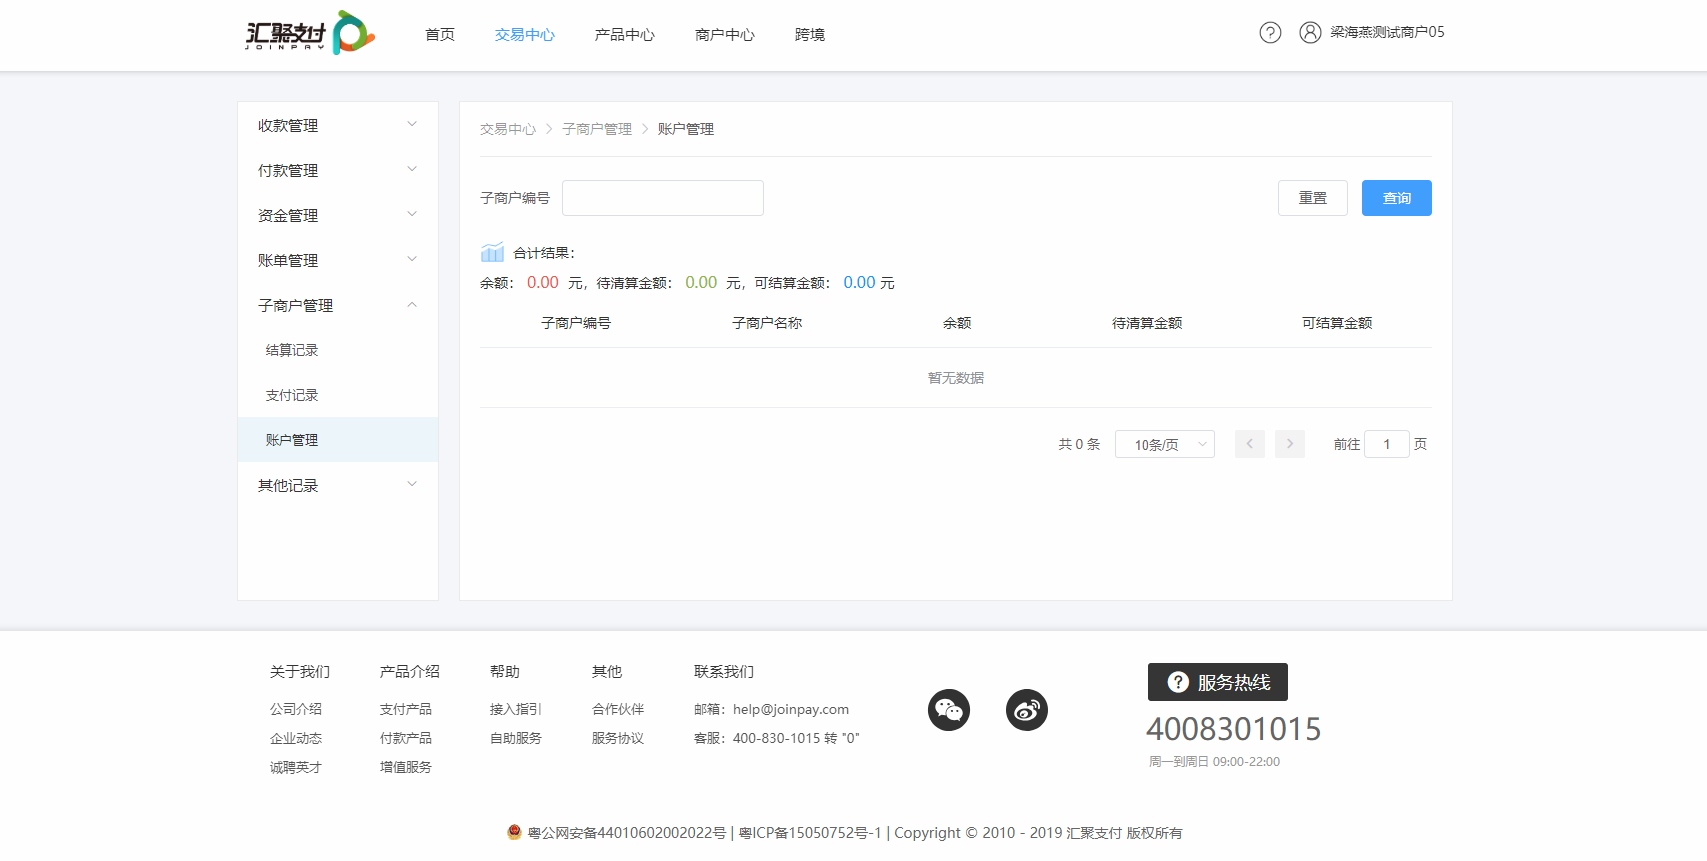 汇聚支付
JOINPAY
首页 交易中心 产品中心 商户中心 跨境
梁海燕测试商户05
收款管理
付款管理
资金管理
账单管理
子商户管理
结算记录
支付记录
账户管理
其他记录
交易中心 > 子商户管理 > 账户管理
子商户编号
重置 查询
合计结果：
余额： 0.00 元，待清算金额： 0.00 元，可结算金额： 0.00 元
子商户编号 子商户名称 余额 待清算金额 可结算金额
暂无数据
共 0 条 10条/页 前往 1 页
关于我们 产品介绍 帮助 其他 联系我们
公司介绍 支付产品 接入指引 合作伙伴 邮箱：help@joinpay.com
企业动态 付款产品 自助服务 服务协议 客服：400-830-1015 转 "0"
诚聘英才 增值服务
服务热线
4008301015
周一到周日 09:00-22:00
粤公网安备44010602002022号 | 粤ICP备15050752号-1 | Copyright © 2010 - 2019 汇聚支付 版权所有